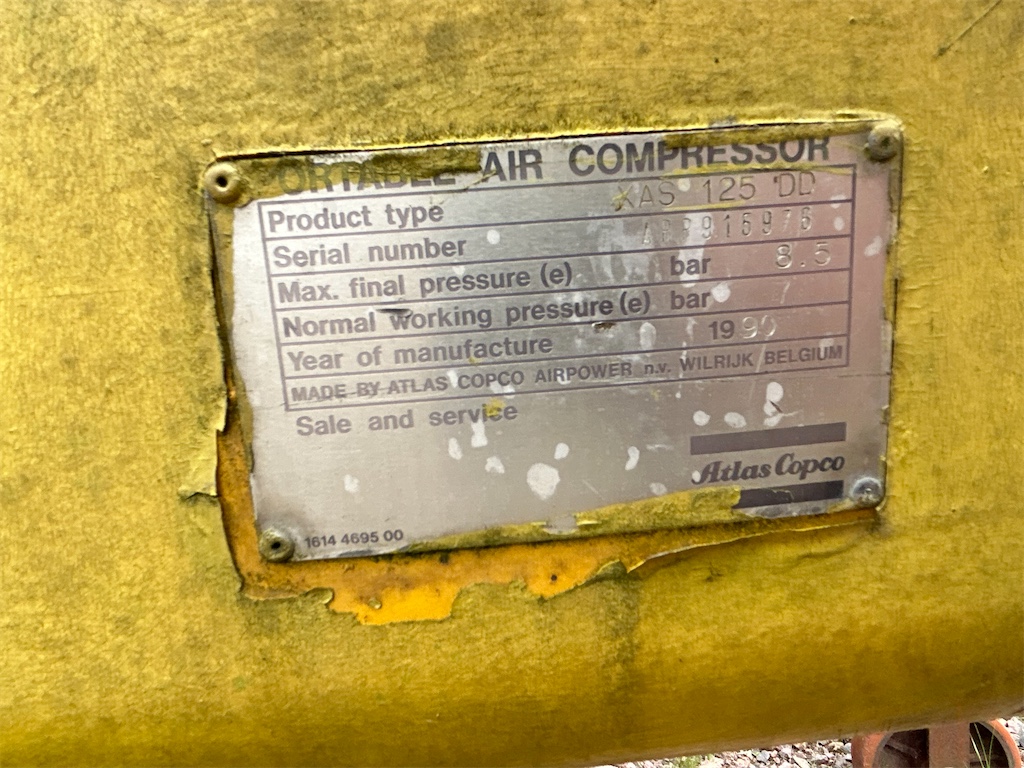 PORTABLE AIR COMPRESSOR
Product type XAS 125 DD
Serial number
Max. final pressure (e) bar 8.5
Normal working pressure (e) bar
Year of manufacture 1990
MADE BY ATLAS COPCO AIRPOWER n.v. WILRIJK BELGIUM
Sale and service
Atlas Copco
1614 4695 00